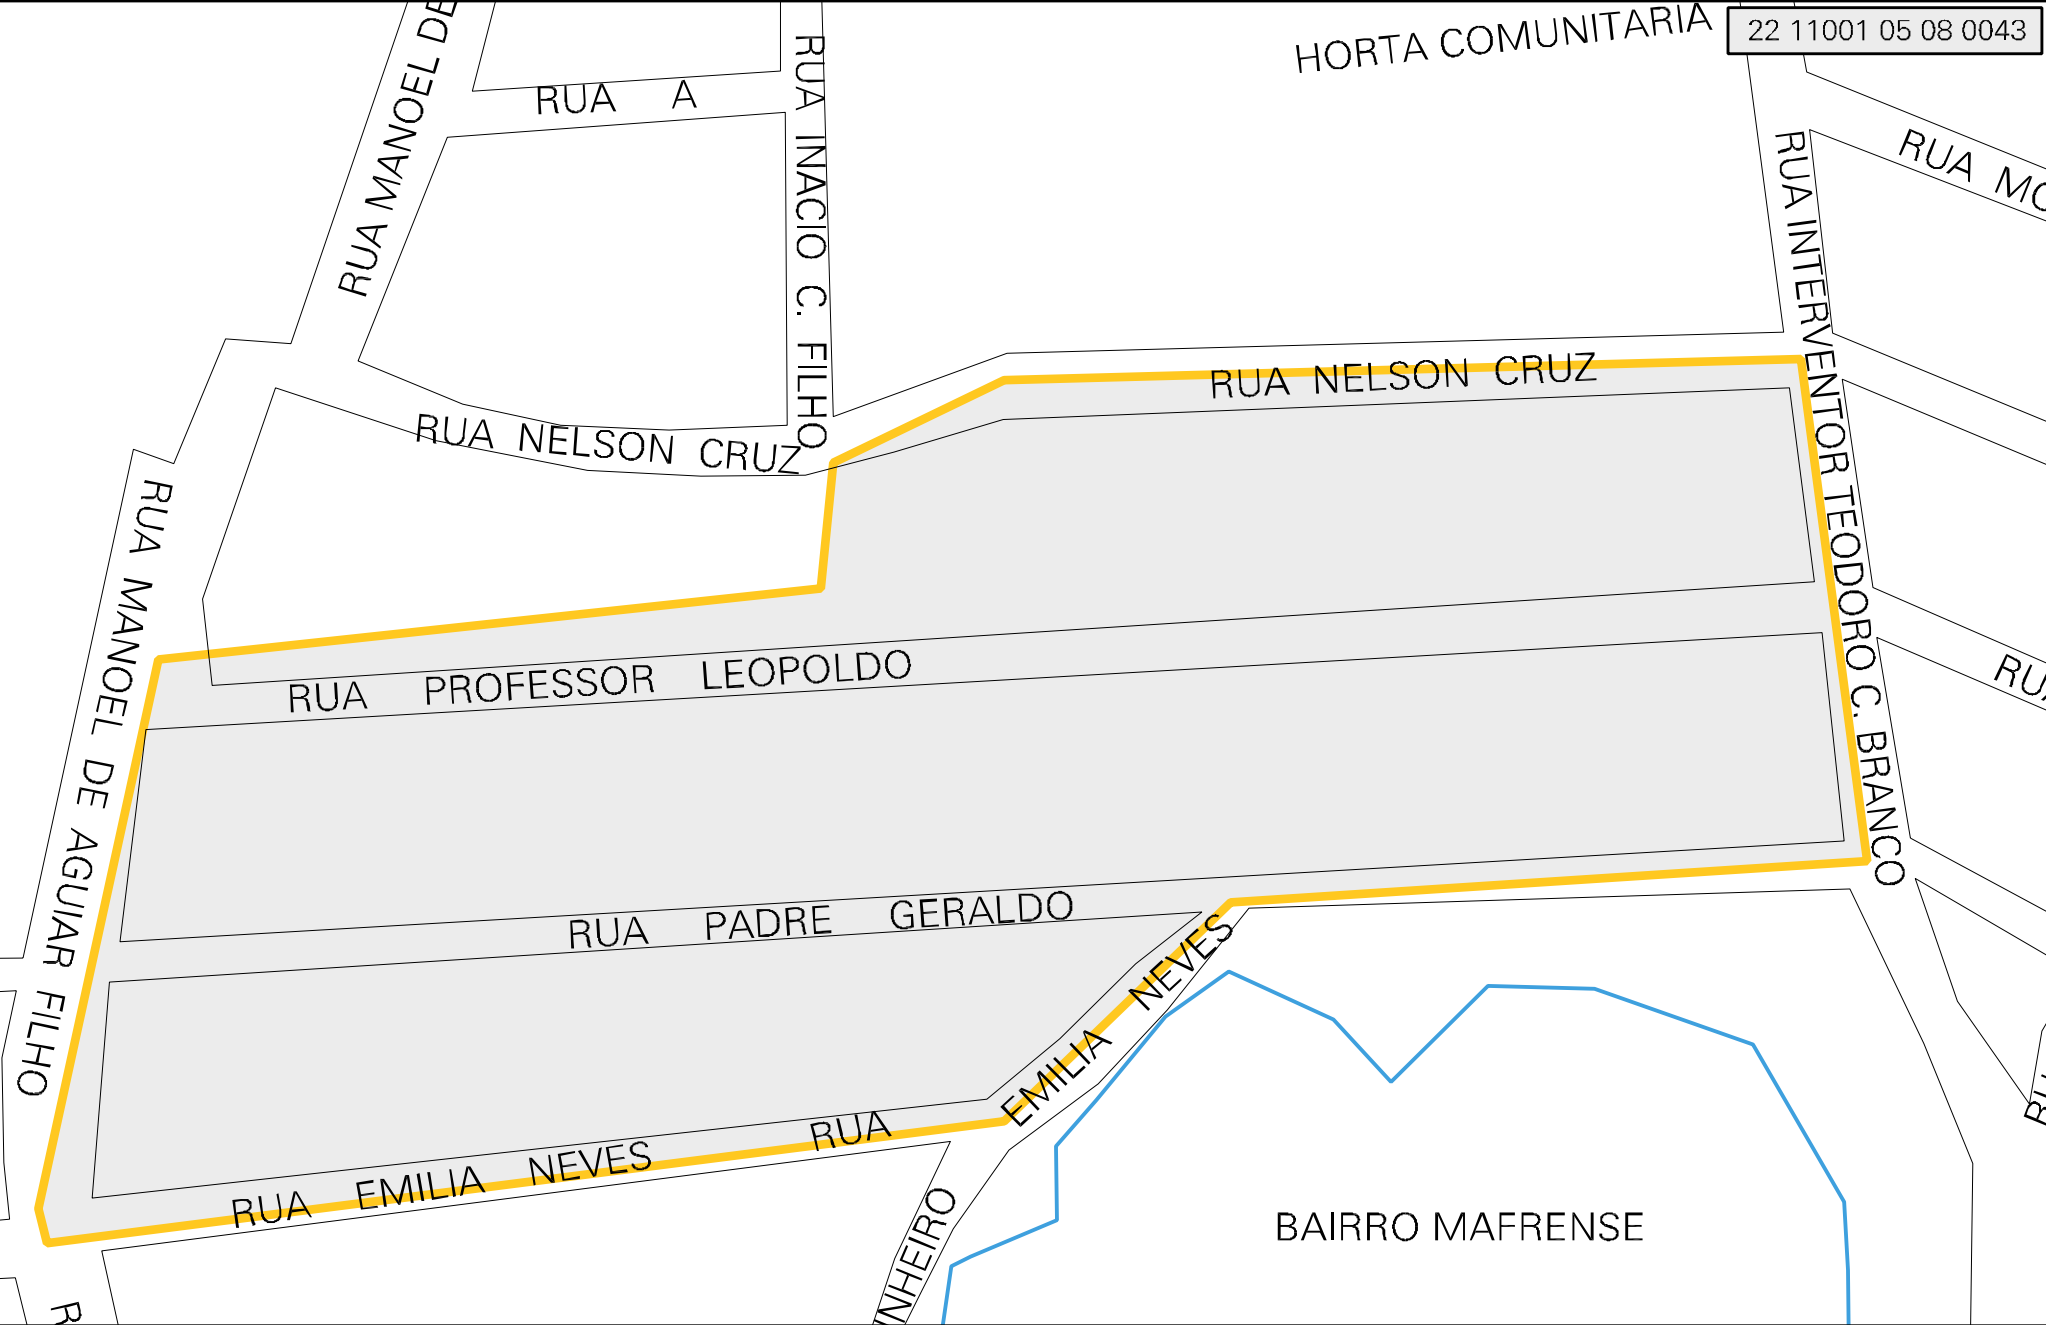 HORTA COMUNITARIA
22 11001 05 08 0043
RUA MANOEL DE
RUA A
RUA INACIO C. FILHO
RUA INTERVENTOR TEODORO C. BRANCO
RUA NELSON CRUZ
RUA NELSON CRUZ
RUA MANOEL DE AGUIAR FILHO
RUA PROFESSOR LEOPOLDO
RUA
RUA PADRE GERALDO
RUA EMILIA NEVES
RUA EMILIA NEVES
BAIRRO MAFRENSE